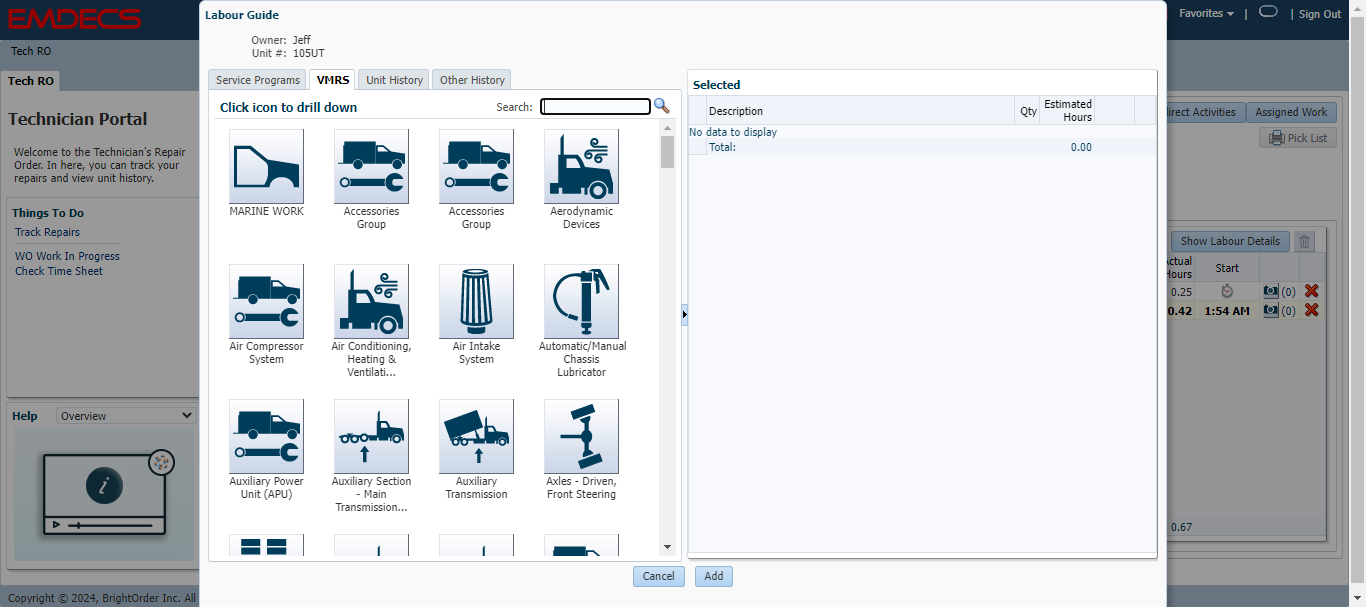 EMDECS
Favorites
|
| Sign Out
Tech RO
Tech RO
Technician Portal
Welcome to the Technician's Repair
Order. In here, you can track your
repairs and view unit history.
Things To Do
Track Repairs
WO Work In Progress
Check Time Sheet
Help
Overview
i
Copyright © 2024, BrightOrder Inc. All
Labour Guide
Owner: Jeff
Unit #: 105UT
Service Programs
VMRS
Unit History
Other History
Click icon to drill down
Search:
MARINE WORK
Accessories
Group
Accessories
Group
Aerodynamic
Devices
Air Compressor
System
Air Conditioning,
Heating &
Ventilati...
Air Intake
System
Automatic/Manual
Chassis
Lubricator
Auxiliary Power
Unit (APU)
Auxiliary Section
- Main
Transmission...
Auxiliary
Transmission
Axles - Driven,
Front Steering
Selected
Description
Qty
Estimated
Hours
No data to display
Total:
0.00
Cancel
Add
Activities
Assigned Work
Pick List
Show Labour Details
Hours
Start
0.25
(0)
0.42
1:54 AM
(0)
0.67